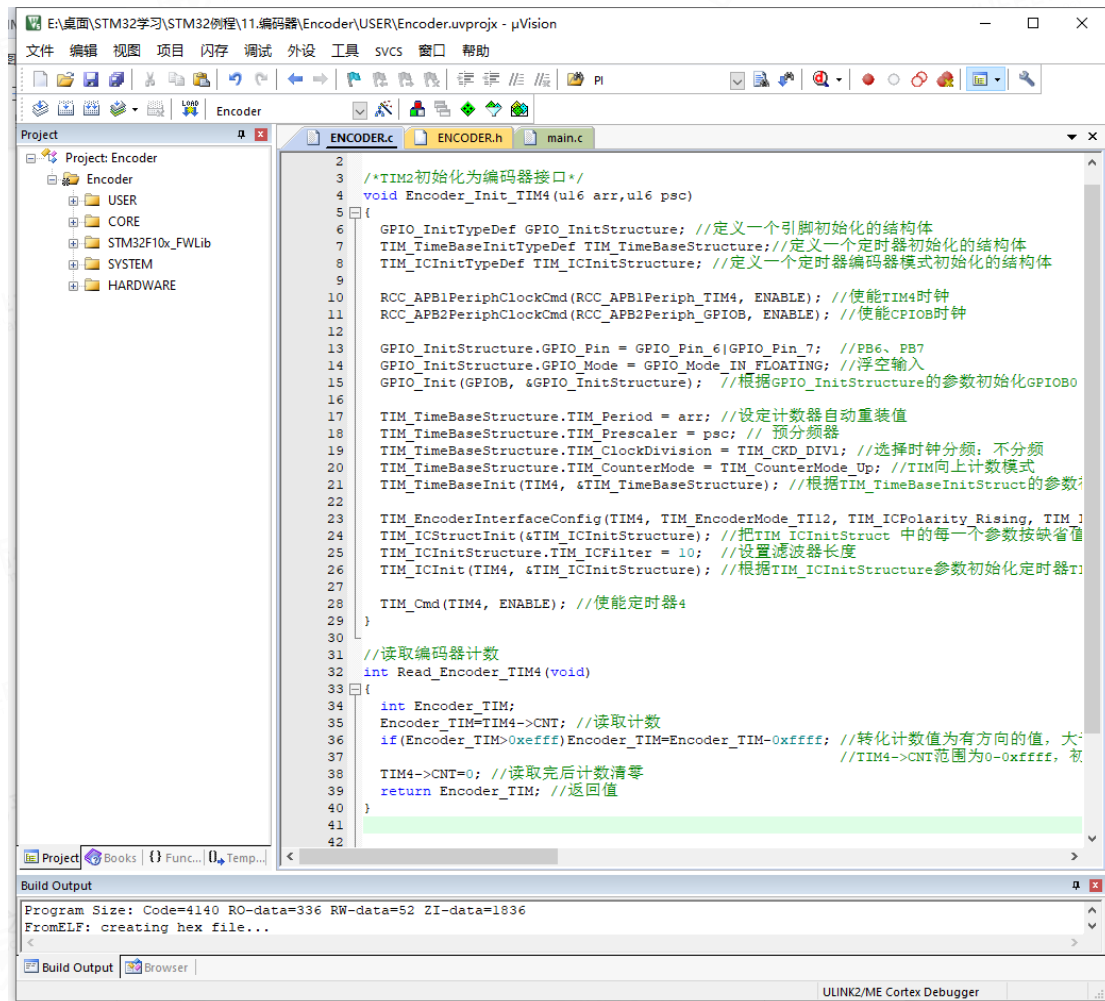 E:\桌面\STM32学习\STM32例程\11.编码器\Encoder\USER\Encoder.uvprojx - µVision
文件 编辑 视图 项目 闪存 调试 外设 工具 SVCS 窗口 帮助
PI
LOAD Encoder
Project
ENCODER.c ENCODER.h main.c
Project: Encoder
Encoder
USER
CORE
STM32F10x_FWLib
SYSTEM
HARDWARE
2
3 /*TIM2初始化为编码器接口*/
4 void Encoder_Init_TIM4(u16 arr,u16 psc)
5 {
6 GPIO_InitTypeDef GPIO_InitStructure; //定义一个引脚初始化的结构体
7 TIM_TimeBaseInitTypeDef TIM_TimeBaseStructure;//定义一个定时器初始化的结构体
8 TIM_ICInitTypeDef TIM_ICInitStructure; //定义一个定时器编码器模式初始化的结构体
9
10 RCC_APB1PeriphClockCmd(RCC_APB1Periph_TIM4, ENABLE); //使能TIM4时钟
11 RCC_APB2PeriphClockCmd(RCC_APB2Periph_GPIOB, ENABLE); //使能CPIOB时钟
12
13 GPIO_InitStructure.GPIO_Pin = GPIO_Pin_6|GPIO_Pin_7; //PB6、PB7
14 GPIO_InitStructure.GPIO_Mode = GPIO_Mode_IN_FLOATING; //浮空输入
15 GPIO_Init(GPIOB, &GPIO_InitStructure); //根据GPIO_InitStructure的参数初始化GPIOB0
16
17 TIM_TimeBaseStructure.TIM_Period = arr; //设定计数器自动重装值
18 TIM_TimeBaseStructure.TIM_Prescaler = psc; // 预分频器
19 TIM_TimeBaseStructure.TIM_ClockDivision = TIM_CKD_DIV1; //选择时钟分频：不分频
20 TIM_TimeBaseStructure.TIM_CounterMode = TIM_CounterMode_Up; //TIM向上计数模式
21 TIM_TimeBaseInit(TIM4, &TIM_TimeBaseStructure); //根据TIM_TimeBaseInitStruct的参数
22
23 TIM_EncoderInterfaceConfig(TIM4, TIM_EncoderMode_TI12, TIM_ICPolarity_Rising, TIM_I
24 TIM_ICStructInit(&TIM_ICInitStructure); //把TIM_ICInitStruct 中的每一个参数按缺省值
25 TIM_ICInitStructure.TIM_ICFilter = 10; //设置滤波器长度
26 TIM_ICInit(TIM4, &TIM_ICInitStructure); //根据TIM_ICInitStructure参数初始化定时器TI
27
28 TIM_Cmd(TIM4, ENABLE); //使能定时器4
29 }
30
31 //读取编码器计数
32 int Read_Encoder_TIM4(void)
33 {
34 int Encoder_TIM;
35 Encoder_TIM=TIM4->CNT; //读取计数
36 if(Encoder_TIM>0xefff)Encoder_TIM=Encoder_TIM-0xffff; //转化计数值为有方向的值，大
37 //TIM4->CNT范围为0-0xffff，初
38 TIM4->CNT=0; //读取完后计数清零
39 return Encoder_TIM; //返回值
40 }
41
42
Project Books {} Func... 0 Temp...
Build Output
Program Size: Code=4140 RO-data=336 RW-data=52 ZI-data=1836
FromELF: creating hex file...
Build Output Browser
ULINK2/ME Cortex Debugger